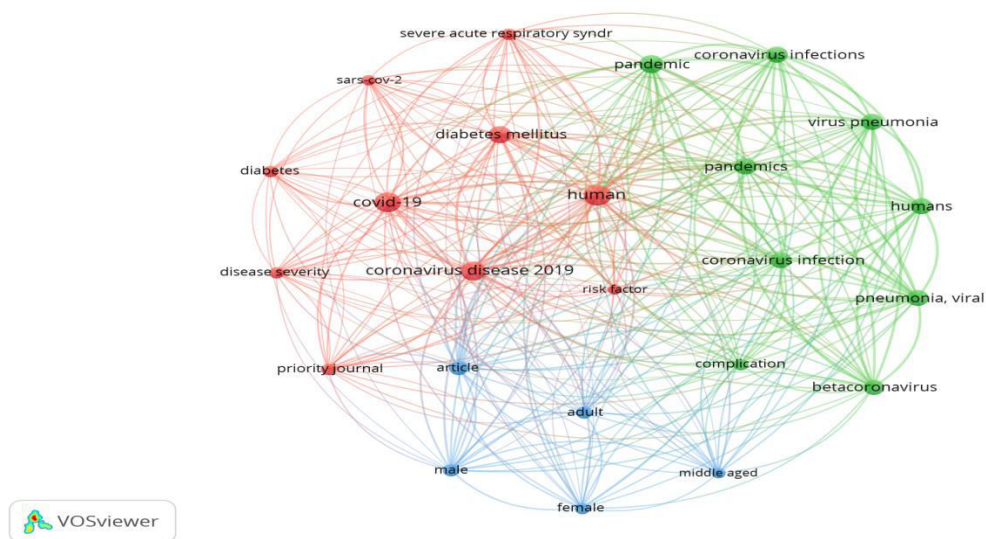 severe acute respiratory syndr
coronavirus infections
pandemic
sars-cov-2
virus pneumonia
diabetes mellitus
pandemics
diabetes
human
covid-19
humans
coronavirus infection
coronavirus disease 2019
disease severity
risk factor
pneumonia, viral
complication
priority journal
article
betacoronavirus
adult
male
middle aged
female
VOSviewer